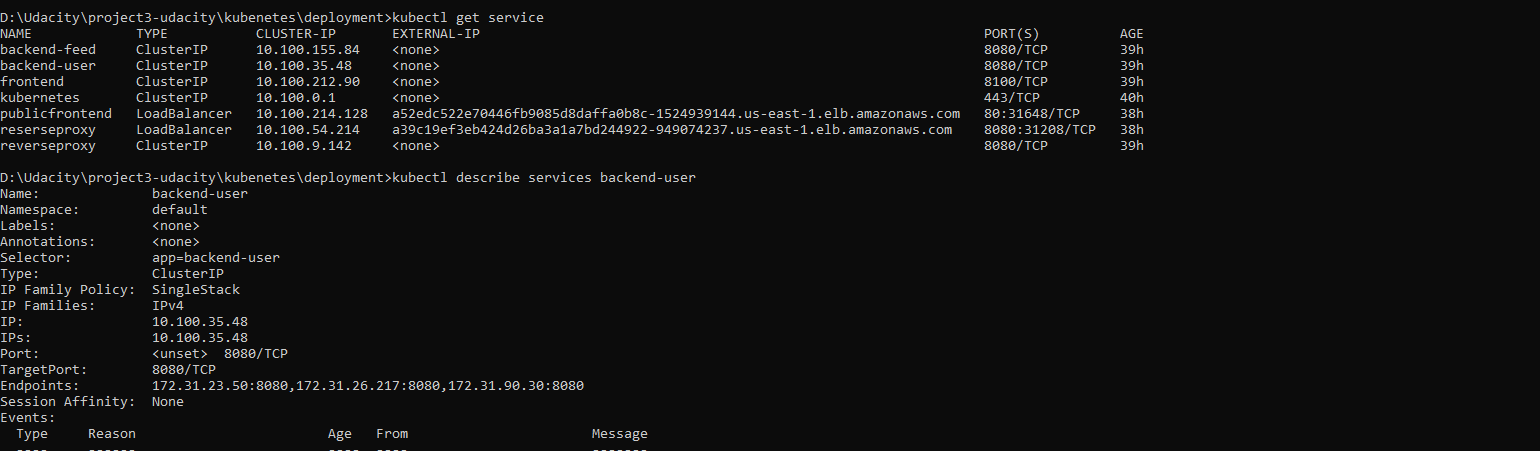 D:\Udacity\project3-udacity\kubenetes\deployment>kubectl get service
NAME             TYPE           CLUSTER-IP       EXTERNAL-IP                                                               PORT(S)          AGE
backend-feed     ClusterIP      10.100.155.84    <none>                                                                    8080/TCP         39h
backend-user     ClusterIP      10.100.35.48     <none>                                                                    8080/TCP         39h
frontend         ClusterIP      10.100.212.90    <none>                                                                    8100/TCP         39h
kubernetes       ClusterIP      10.100.0.1       <none>                                                                    443/TCP          40h
publicfrontend   LoadBalancer   10.100.214.128   a52edc522e70446fb9085d8daffa0b8c-1524939144.us-east-1.elb.amazonaws.com   80:31648/TCP     38h
reserseproxy     LoadBalancer   10.100.54.214    a39c19ef3eb424d26ba3a1a7bd244922-949074237.us-east-1.elb.amazonaws.com    8080:31208/TCP   38h
reverseproxy     ClusterIP      10.100.9.142     <none>                                                                    8080/TCP         39h
D:\Udacity\project3-udacity\kubenetes\deployment>kubectl describe services backend-user
Name:              backend-user
Namespace:         default
Labels:            <none>
Annotations:       <none>
Selector:          app=backend-user
Type:              ClusterIP
IP Family Policy:  SingleStack
IP Families:       IPv4
IP:                10.100.35.48
IPs:               10.100.35.48
Port:              <unset>  8080/TCP
TargetPort:        8080/TCP
Endpoints:         172.31.23.50:8080,172.31.26.217:8080,172.31.90.30:8080
Session Affinity:  None
Events:
  Type     Reason                        Age   From                       Message
  ----     ------                        ----  ----                       -------